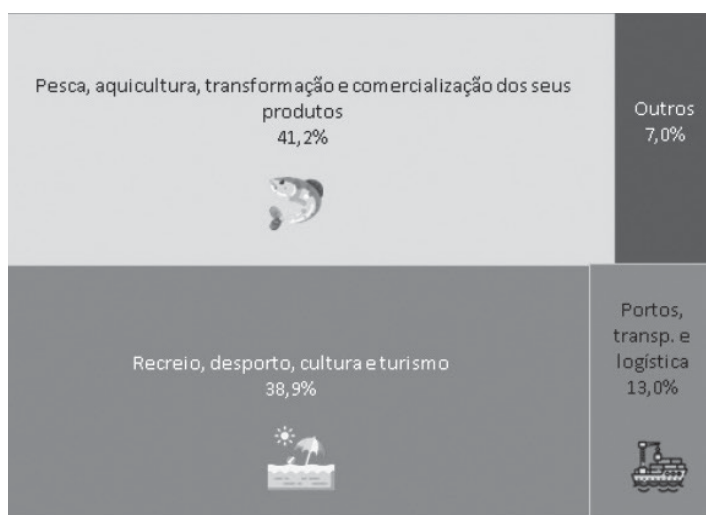 Pesca, aquicultura, transformação e comercialização dos seus
produtos
41,2%
Outros
7,0%
Recreio, desporto, cultura e turismo
38,9%
Portos,
transp. e
logística
13,0%